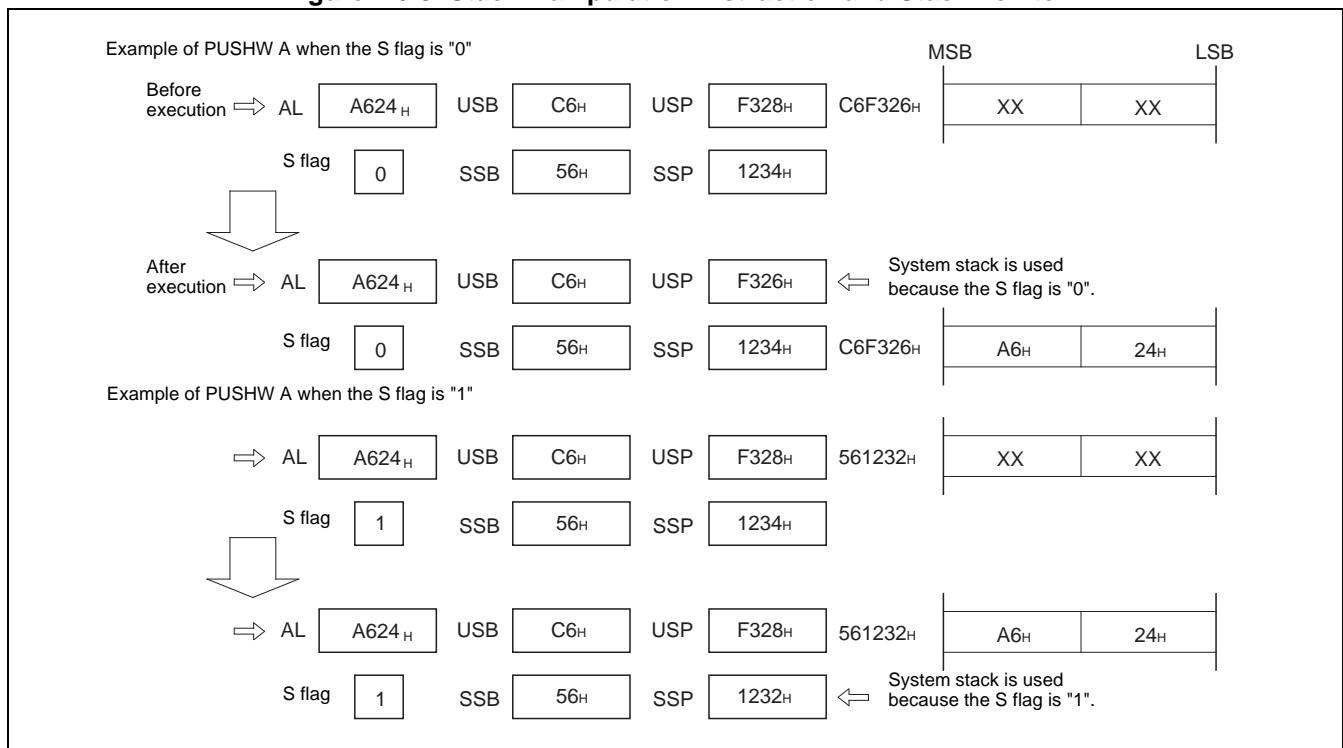 Example of PUSHW A when the S flag is "0"
MSB LSB
Before
execution AL A624 H USB C6H USP F328H C6F326H XX XX
S flag 0 SSB 56H SSP 1234H
After
execution AL A624 H USB C6H USP F326H System stack is used
because the S flag is "0".
S flag 0 SSB 56H SSP 1234H C6F326H A6H 24H
Example of PUSHW A when the S flag is "1"
AL A624 H USB C6H USP F328H 561232H XX XX
S flag 1 SSB 56H SSP 1234H
AL A624 H USB C6H USP F328H 561232H A6H 24H
S flag 1 SSB 56H SSP 1232H System stack is used
because the S flag is "1".